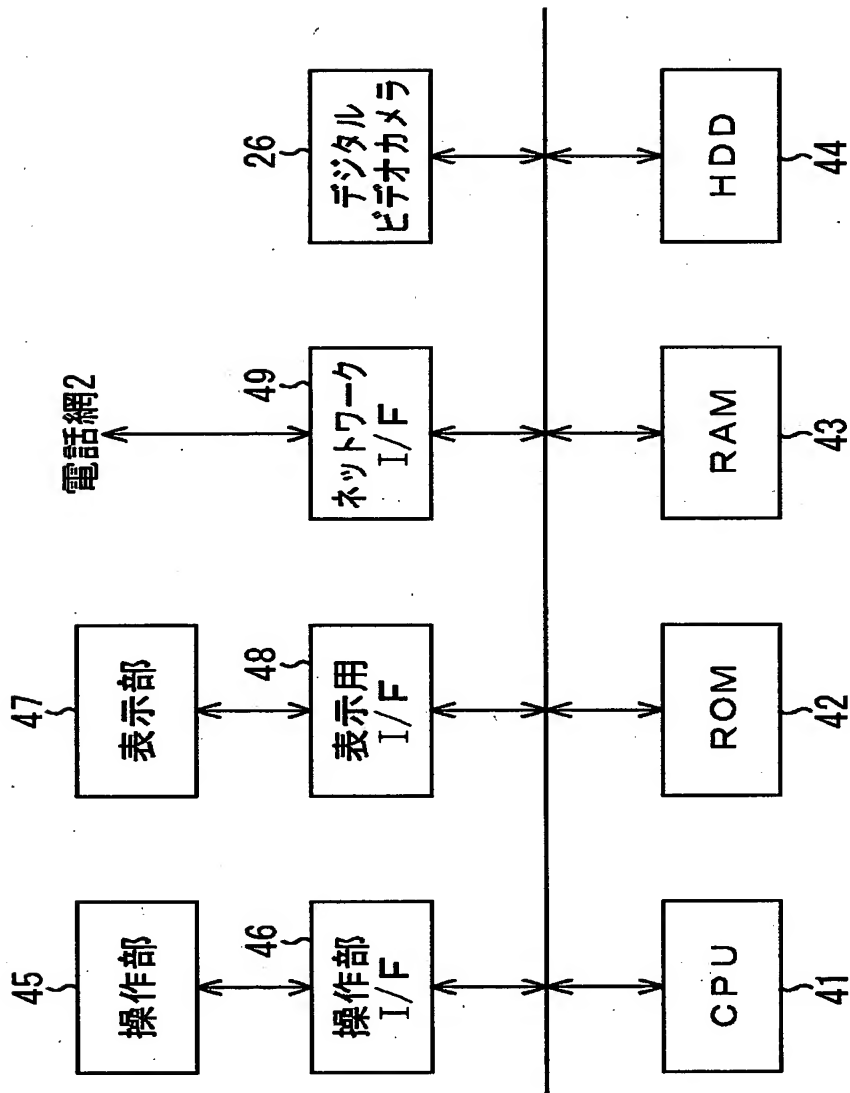 電話網2
47
表示部
45
操作部
26
デジタル
ビデオカメラ
49
ネットワーク
I/F
48
表示用
I/F
46
操作部
I/F
CPU
41
ROM
42
RAM
43
HDD
44